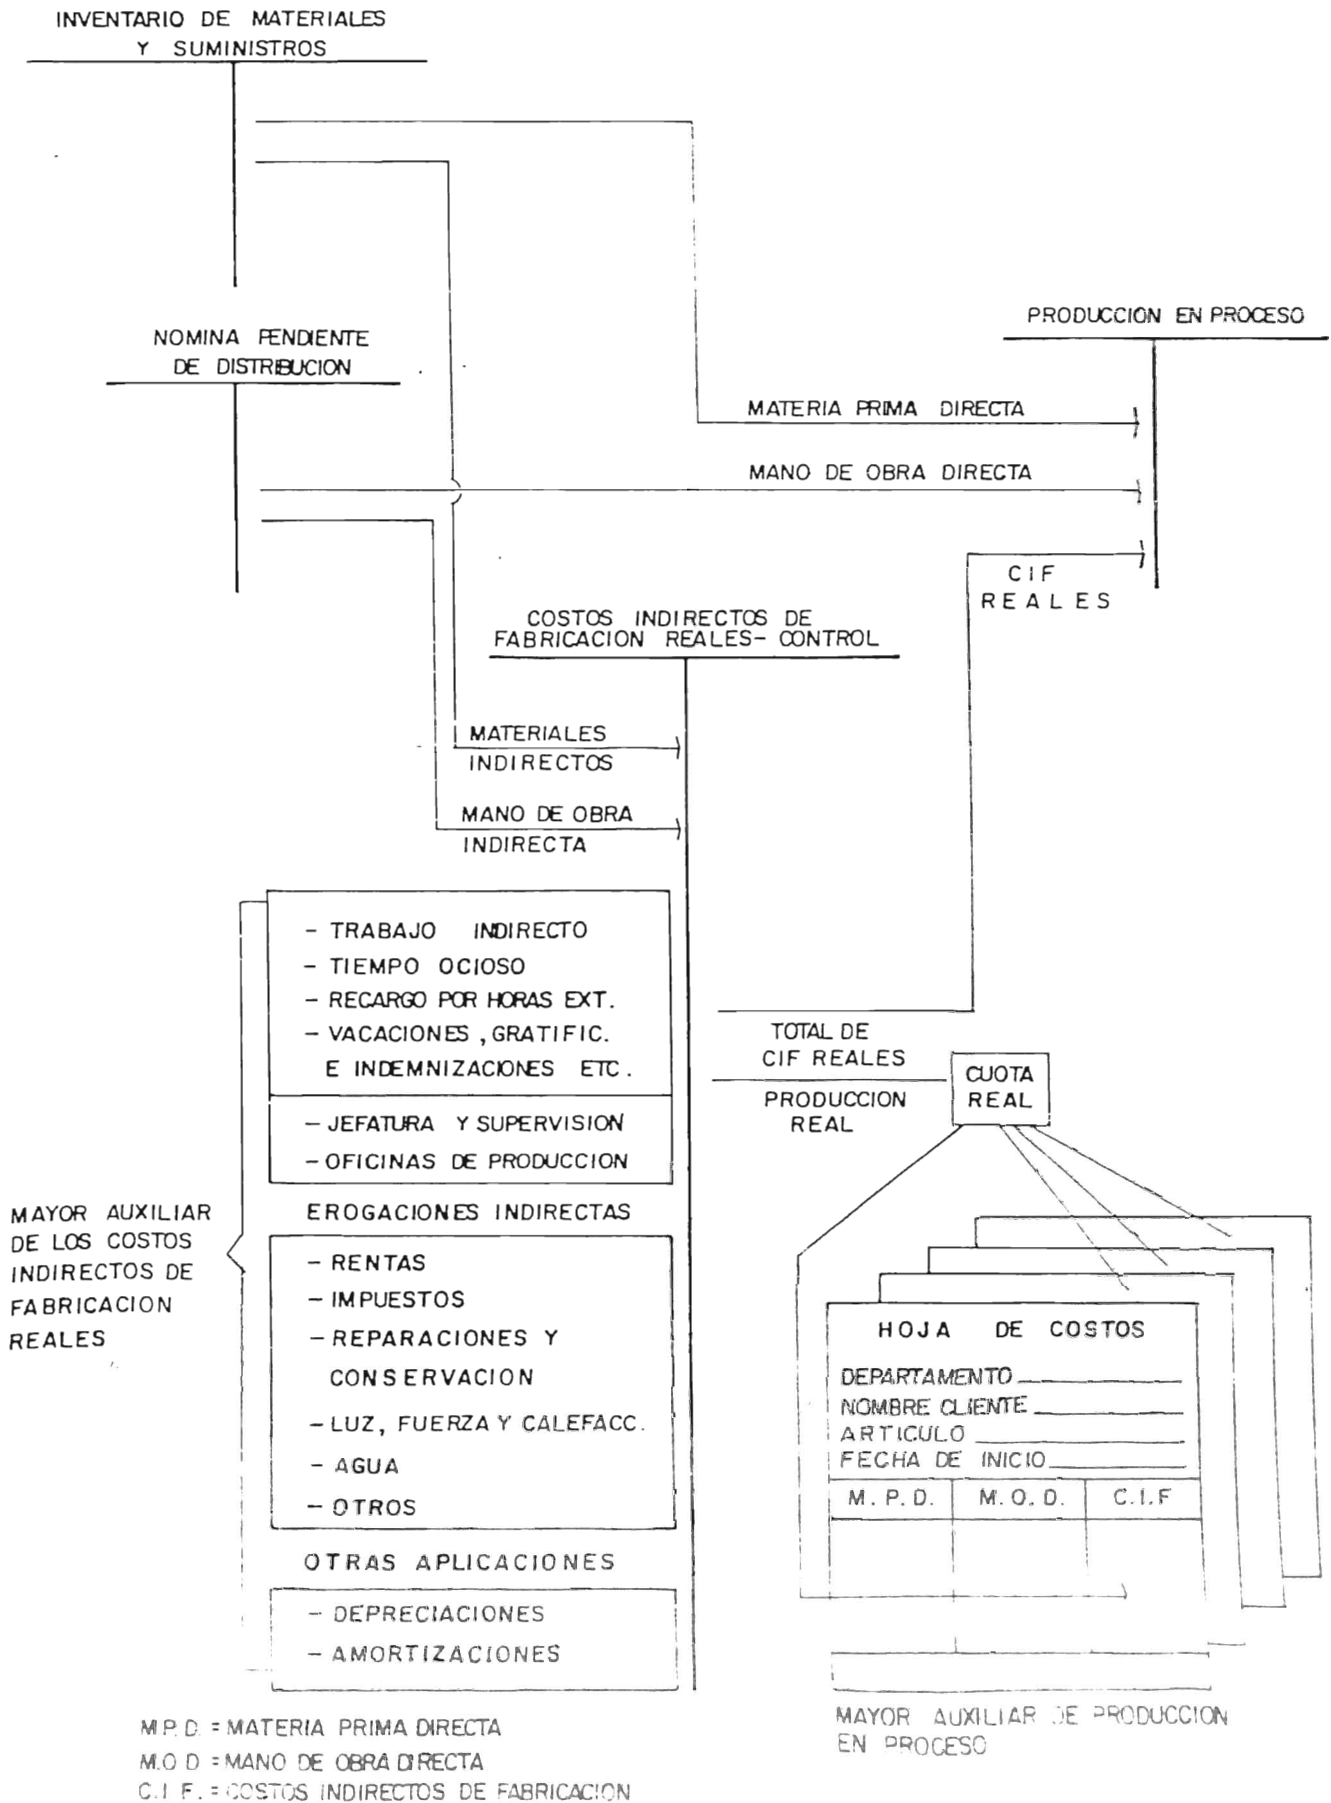 INVENTARIO DE MATERIALES
Y SUMINISTROS
NOMINA PENDIENTE
DE DISTRIBUCION
PRODUCCION EN PROCESO
MATERIA PRIMA DIRECTA
MANO DE OBRA DIRECTA
CIF
REALES
COSTOS INDIRECTOS DE
FABRICACION REALES- CONTROL
MATERIALES
INDIRECTOS
MANO DE OBRA
INDIRECTA
- TRABAJO INDIRECTO
- TIEMPO OCIOSO
- RECARGO POR HORAS EXT.
- VACACIONES , GRATIFIC.
E INDEMNIZACIONES ETC.
- JEFATURA Y SUPERVISION
- OFICINAS DE PRODUCCION
EROGACIONES INDIRECTAS
- RENTAS
- IMPUESTOS
- REPARACIONES Y
CONSERVACION
- LUZ, FUERZA Y CALEFACC.
- AGUA
- OTROS
OTRAS APLICACIONES
- DEPRECIACIONES
- AMORTIZACIONES
MAYOR AUXILIAR
DE LOS COSTOS
INDIRECTOS DE
FABRICACION
REALES
TOTAL DE
CIF REALES
PRODUCCION
REAL
CUOTA
REAL
HOJA DE COSTOS
DEPARTAMENTO
NOMBRE CLIENTE
ARTICULO
FECHA DE INICIO
M.P.D. M.O.D. C.I.F
MAYOR AUXILIAR DE PRODUCCION
EN PROCESO
M.P.D. = MATERIA PRIMA DIRECTA
M.O.D = MANO DE OBRA DIRECTA
C.I.F. = COSTOS INDIRECTOS DE FABRICACION